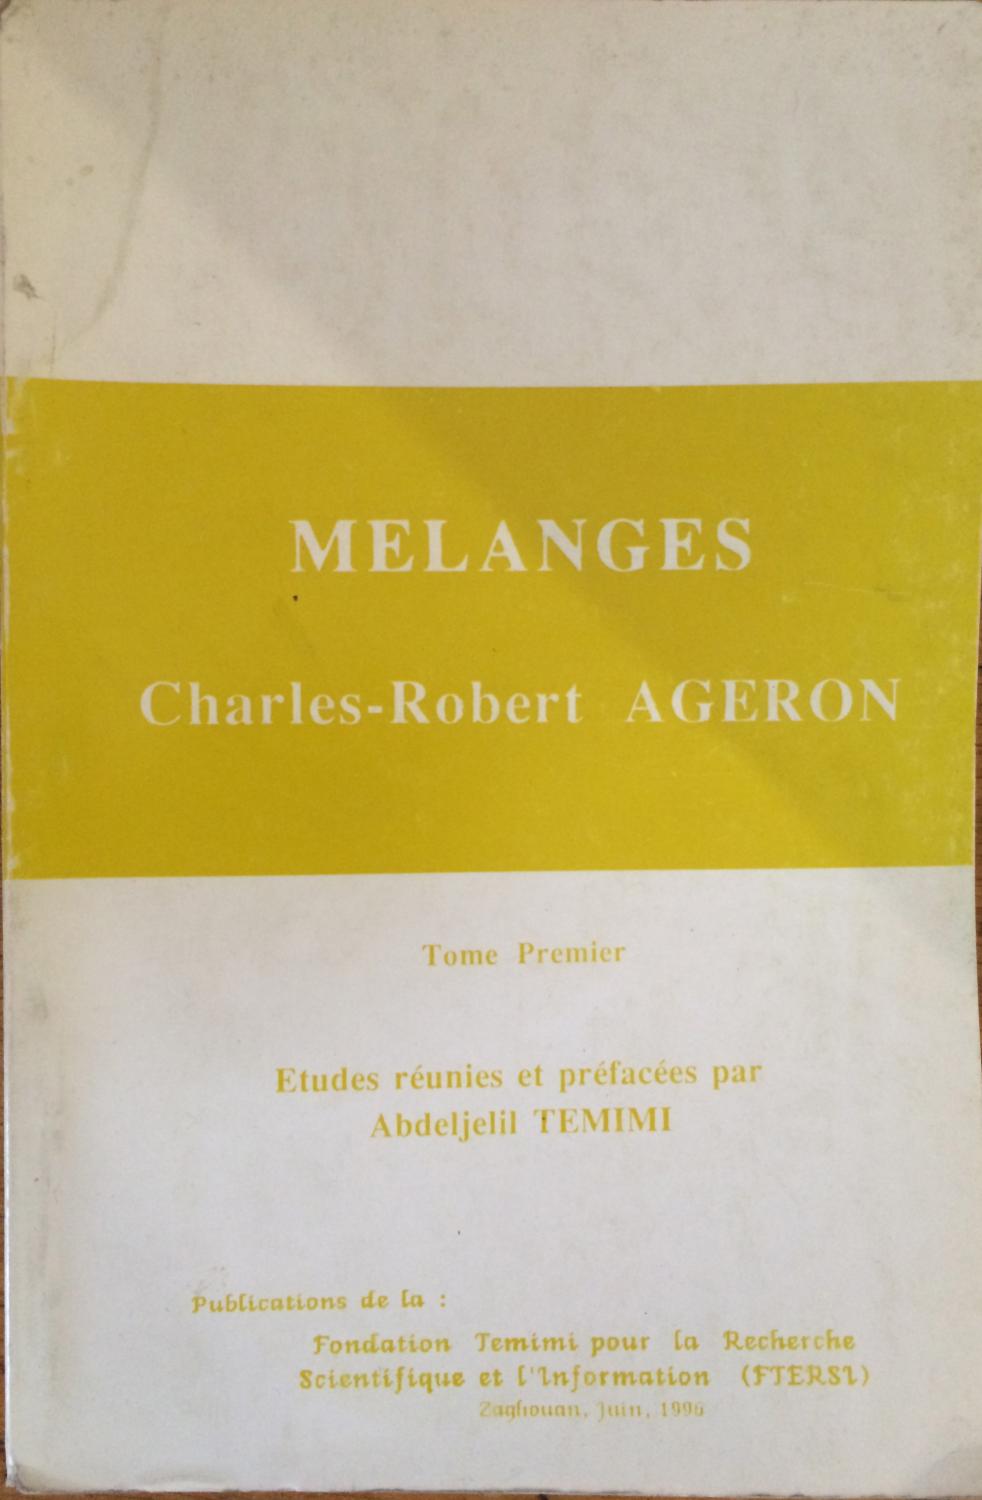 MELANGES
Charles-Robert AGERON
Tome Premier
Etudes réunies et préfacées par
Abdeljelil TEMIMI
Publications de la :
Fondation Temimi pour la Recherche
Scientifique et l'Information (FTERSI)
Zaghouan, Juin, 1996